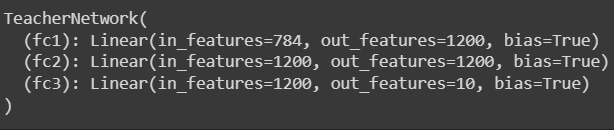 TeacherNetwork(
  (fc1): Linear(in_features=784, out_features=1200, bias=True)
  (fc2): Linear(in_features=1200, out_features=1200, bias=True)
  (fc3): Linear(in_features=1200, out_features=10, bias=True)
)